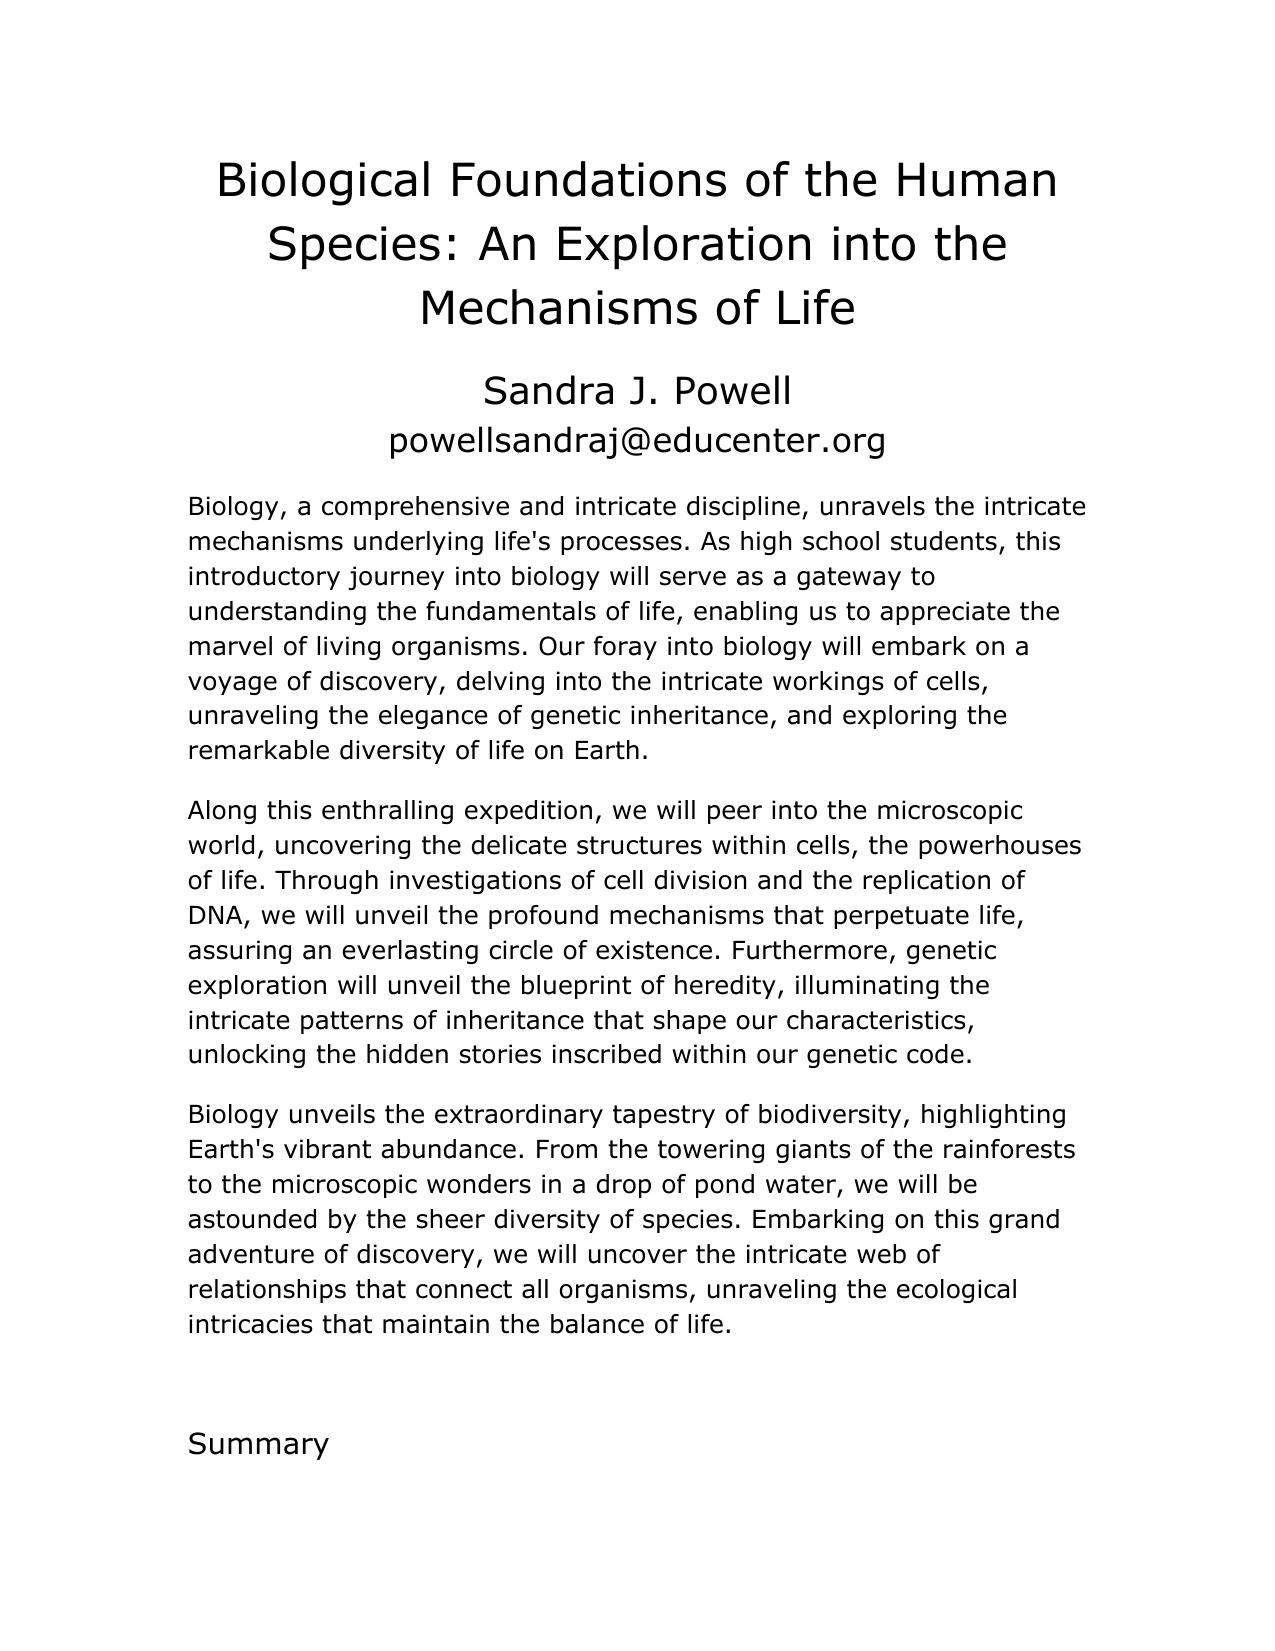 Biological Foundations of the Human
Species: An Exploration into the
Mechanisms of Life
Sandra J. Powell
powellsandraj@educenter.org
Biology, a comprehensive and intricate discipline, unravels the intricate
mechanisms underlying life's processes. As high school students, this
introductory journey into biology will serve as a gateway to
understanding the fundamentals of life, enabling us to appreciate the
marvel of living organisms. Our foray into biology will embark on a
voyage of discovery, delving into the intricate workings of cells,
unraveling the elegance of genetic inheritance, and exploring the
remarkable diversity of life on Earth.
Along this enthralling expedition, we will peer into the microscopic
world, uncovering the delicate structures within cells, the powerhouses
of life. Through investigations of cell division and the replication of
DNA, we will unveil the profound mechanisms that perpetuate life,
assuring an everlasting circle of existence. Furthermore, genetic
exploration will unveil the blueprint of heredity, illuminating the
intricate patterns of inheritance that shape our characteristics,
unlocking the hidden stories inscribed within our genetic code.
Biology unveils the extraordinary tapestry of biodiversity, highlighting
Earth's vibrant abundance. From the towering giants of the rainforests
to the microscopic wonders in a drop of pond water, we will be
astounded by the sheer diversity of species. Embarking on this grand
adventure of discovery, we will uncover the intricate web of
relationships that connect all organisms, unraveling the ecological
intricacies that maintain the balance of life.
Summary